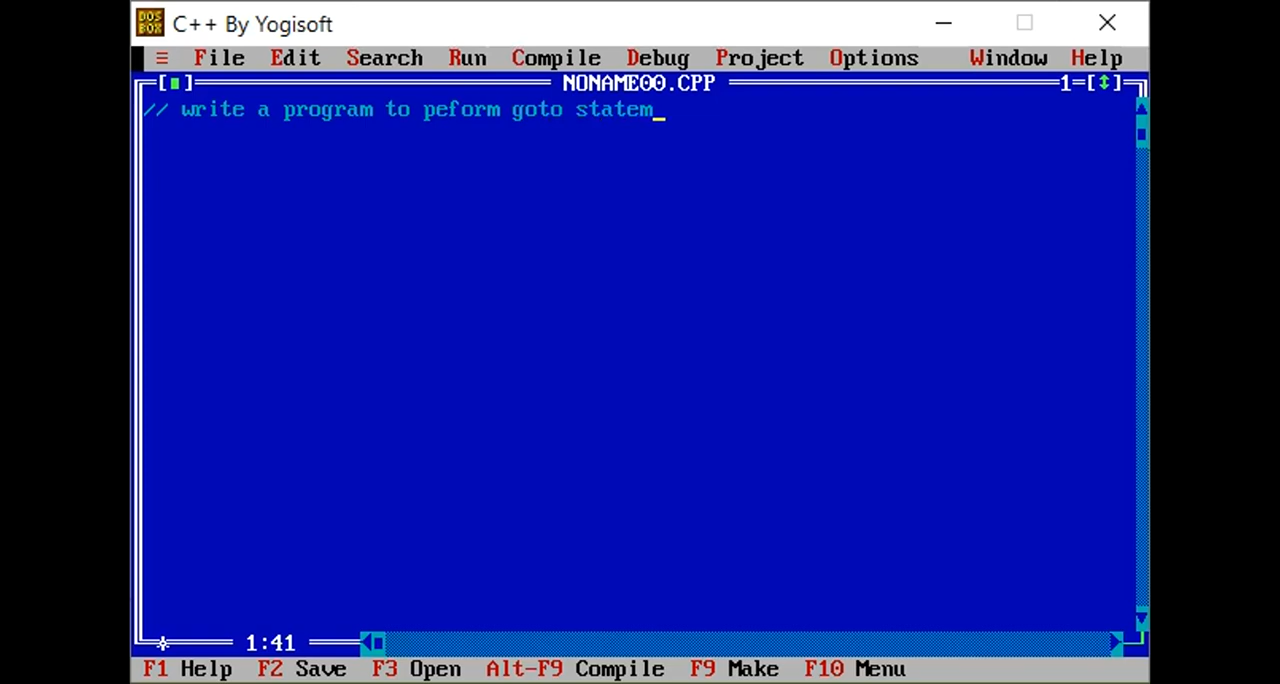 C++ By Yogisoft
≡ File Edit Search Run Compile Debug Project Options Window Help
[■] NONAME00.CPP 1=[↕]
// write a program to peform goto statem_
1:41
F1 Help F2 Save F3 Open Alt-F9 Compile F9 Make F10 Menu